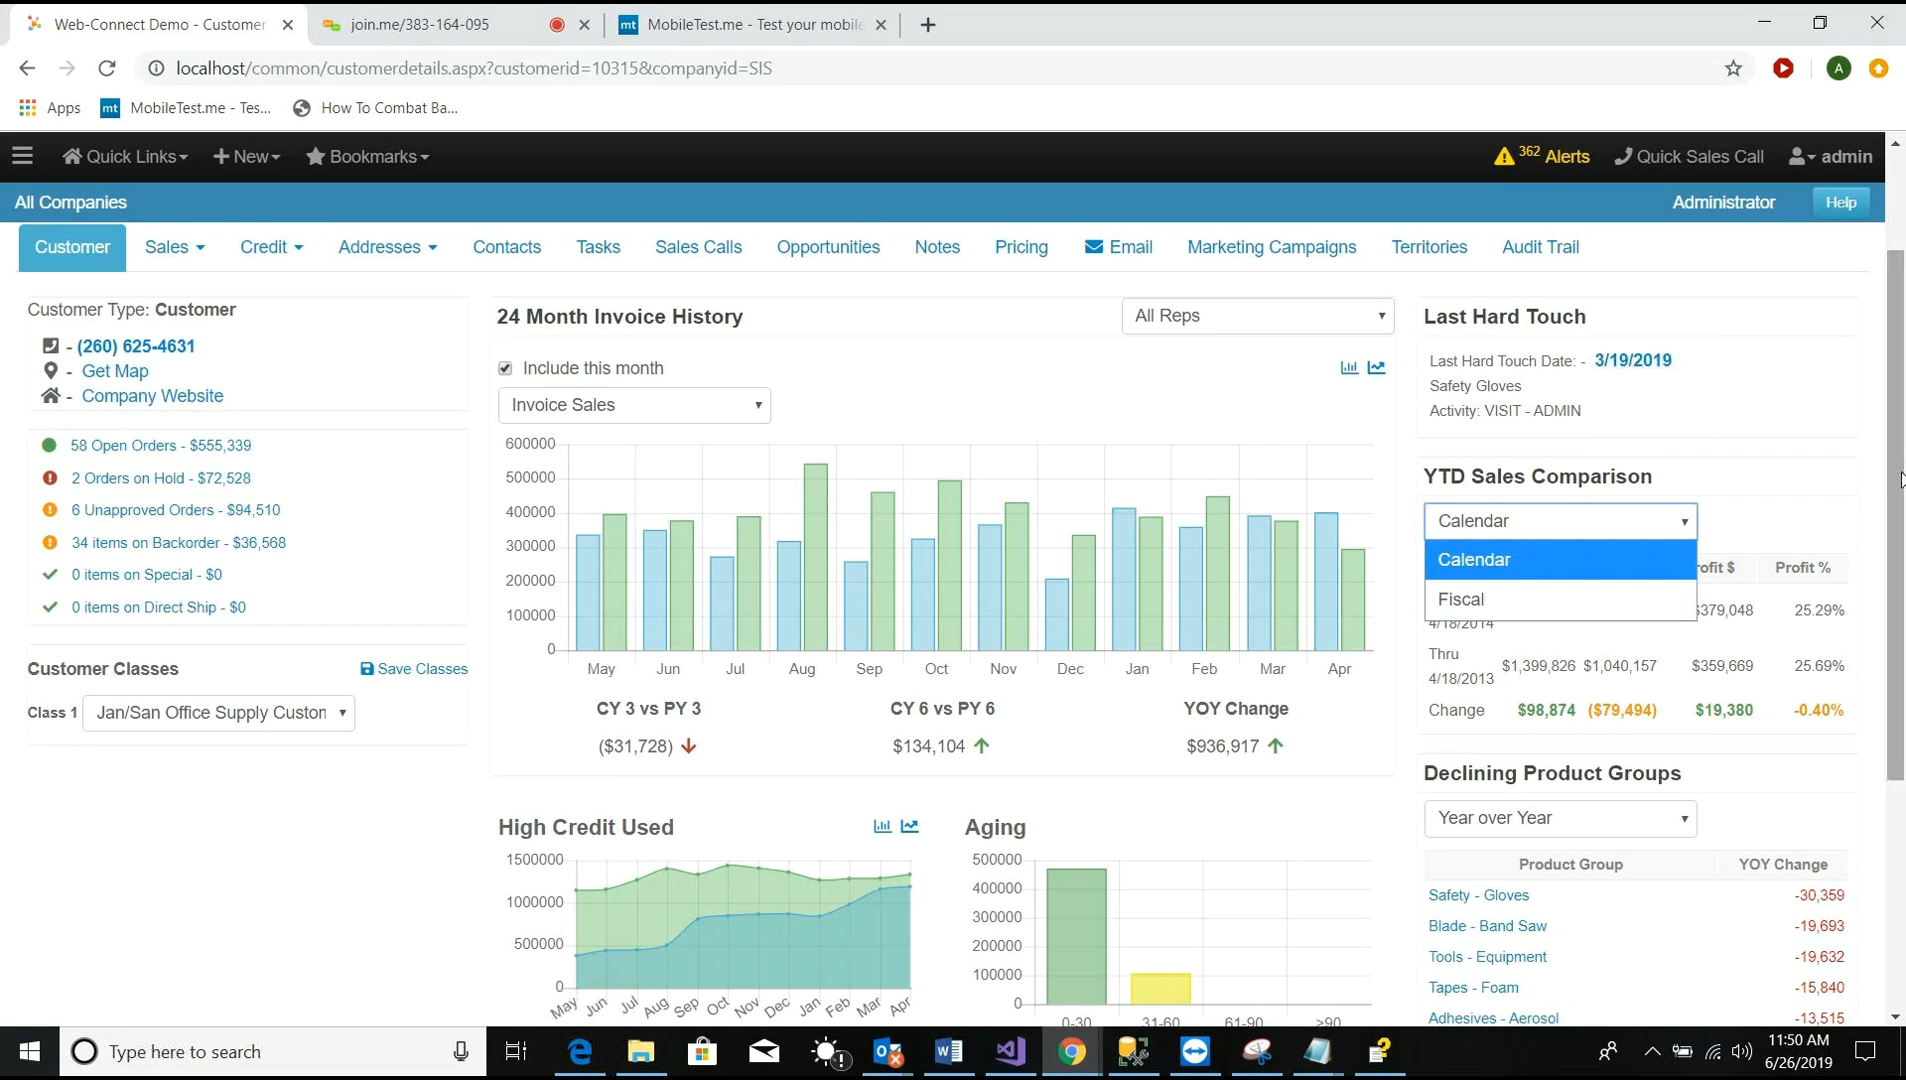 Web-Connect Demo - Customer
join.me/383-164-095
mt MobileTest.me - Test your mobile
localhost/common/customerdetails.aspx?customerid=10315&companyid=SIS
A
Apps mt MobileTest.me - Tes... How To Combat Ba...
Quick Links New Bookmarks 362 Alerts Quick Sales Call admin
All Companies Administrator Help
Customer Sales Credit Addresses Contacts Tasks Sales Calls Opportunities Notes Pricing Email Marketing Campaigns Territories Audit Trail
Customer Type: Customer
- (260) 625-4631
- Get Map
- Company Website
58 Open Orders - $555,339
2 Orders on Hold - $72,528
6 Unapproved Orders - $94,510
34 items on Backorder - $36,568
0 items on Special - $0
0 items on Direct Ship - $0
Customer Classes Save Classes
Class 1 Jan/San Office Supply Custon
24 Month Invoice History All Reps
Include this month
Invoice Sales
600000
500000
400000
300000
200000
100000
0
May Jun Jul Aug Sep Oct Nov Dec Jan Feb Mar Apr
CY 3 vs PY 3 CY 6 vs PY 6 YOY Change
($31,728) $134,104 $936,917
High Credit Used
1500000
1000000
500000
0
May Jun Jul Aug Sep Oct Nov Dec Jan Feb Mar Apr
Aging
500000
400000
300000
200000
100000
0
0-30 31-60 61-90 >90
Last Hard Touch
Last Hard Touch Date: - 3/19/2019
Safety Gloves
Activity: VISIT - ADMIN
YTD Sales Comparison
Calendar
Calendar
Fiscal
rofit $ Profit %
$379,048 25.29%
4/18/2014
Thru
4/18/2013 $1,399,826 $1,040,157 $359,669 25.69%
Change $98,874 ($79,494) $19,380 -0.40%
Declining Product Groups
Year over Year
Product Group YOY Change
Safety - Gloves -30,359
Blade - Band Saw -19,693
Tools - Equipment -19,632
Tapes - Foam -15,840
Adhesives - Aerosol -13,515
Type here to search
11:50 AM
6/26/2019